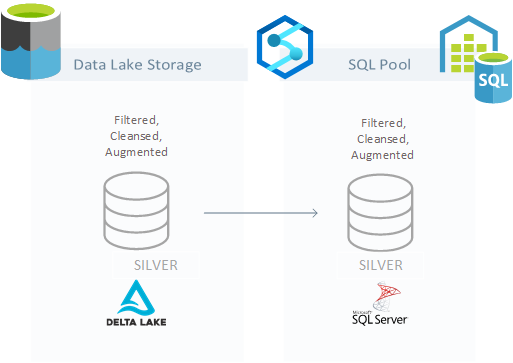 Data Lake Storage
SQL Pool
SQL
Filtered,
Cleansed,
Augmented
Filtered,
Cleansed,
Augmented
SILVER
SILVER
DELTA LAKE
Microsoft
SQL Server